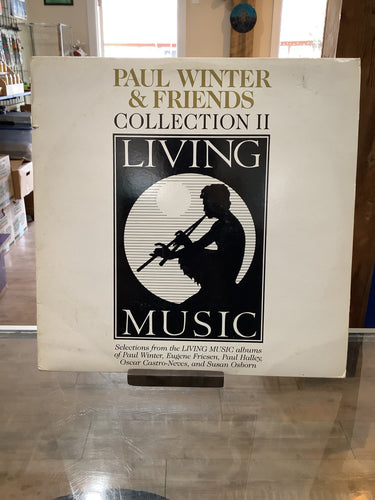 PAUL WINTER
& FRIENDS
COLLECTION II
LIVING
MUSIC
Selections from the LIVING MUSIC albums
of Paul Winter, Eugene Friesen, Paul Halley,
Oscar Castro-Neves, and Susan Osborn